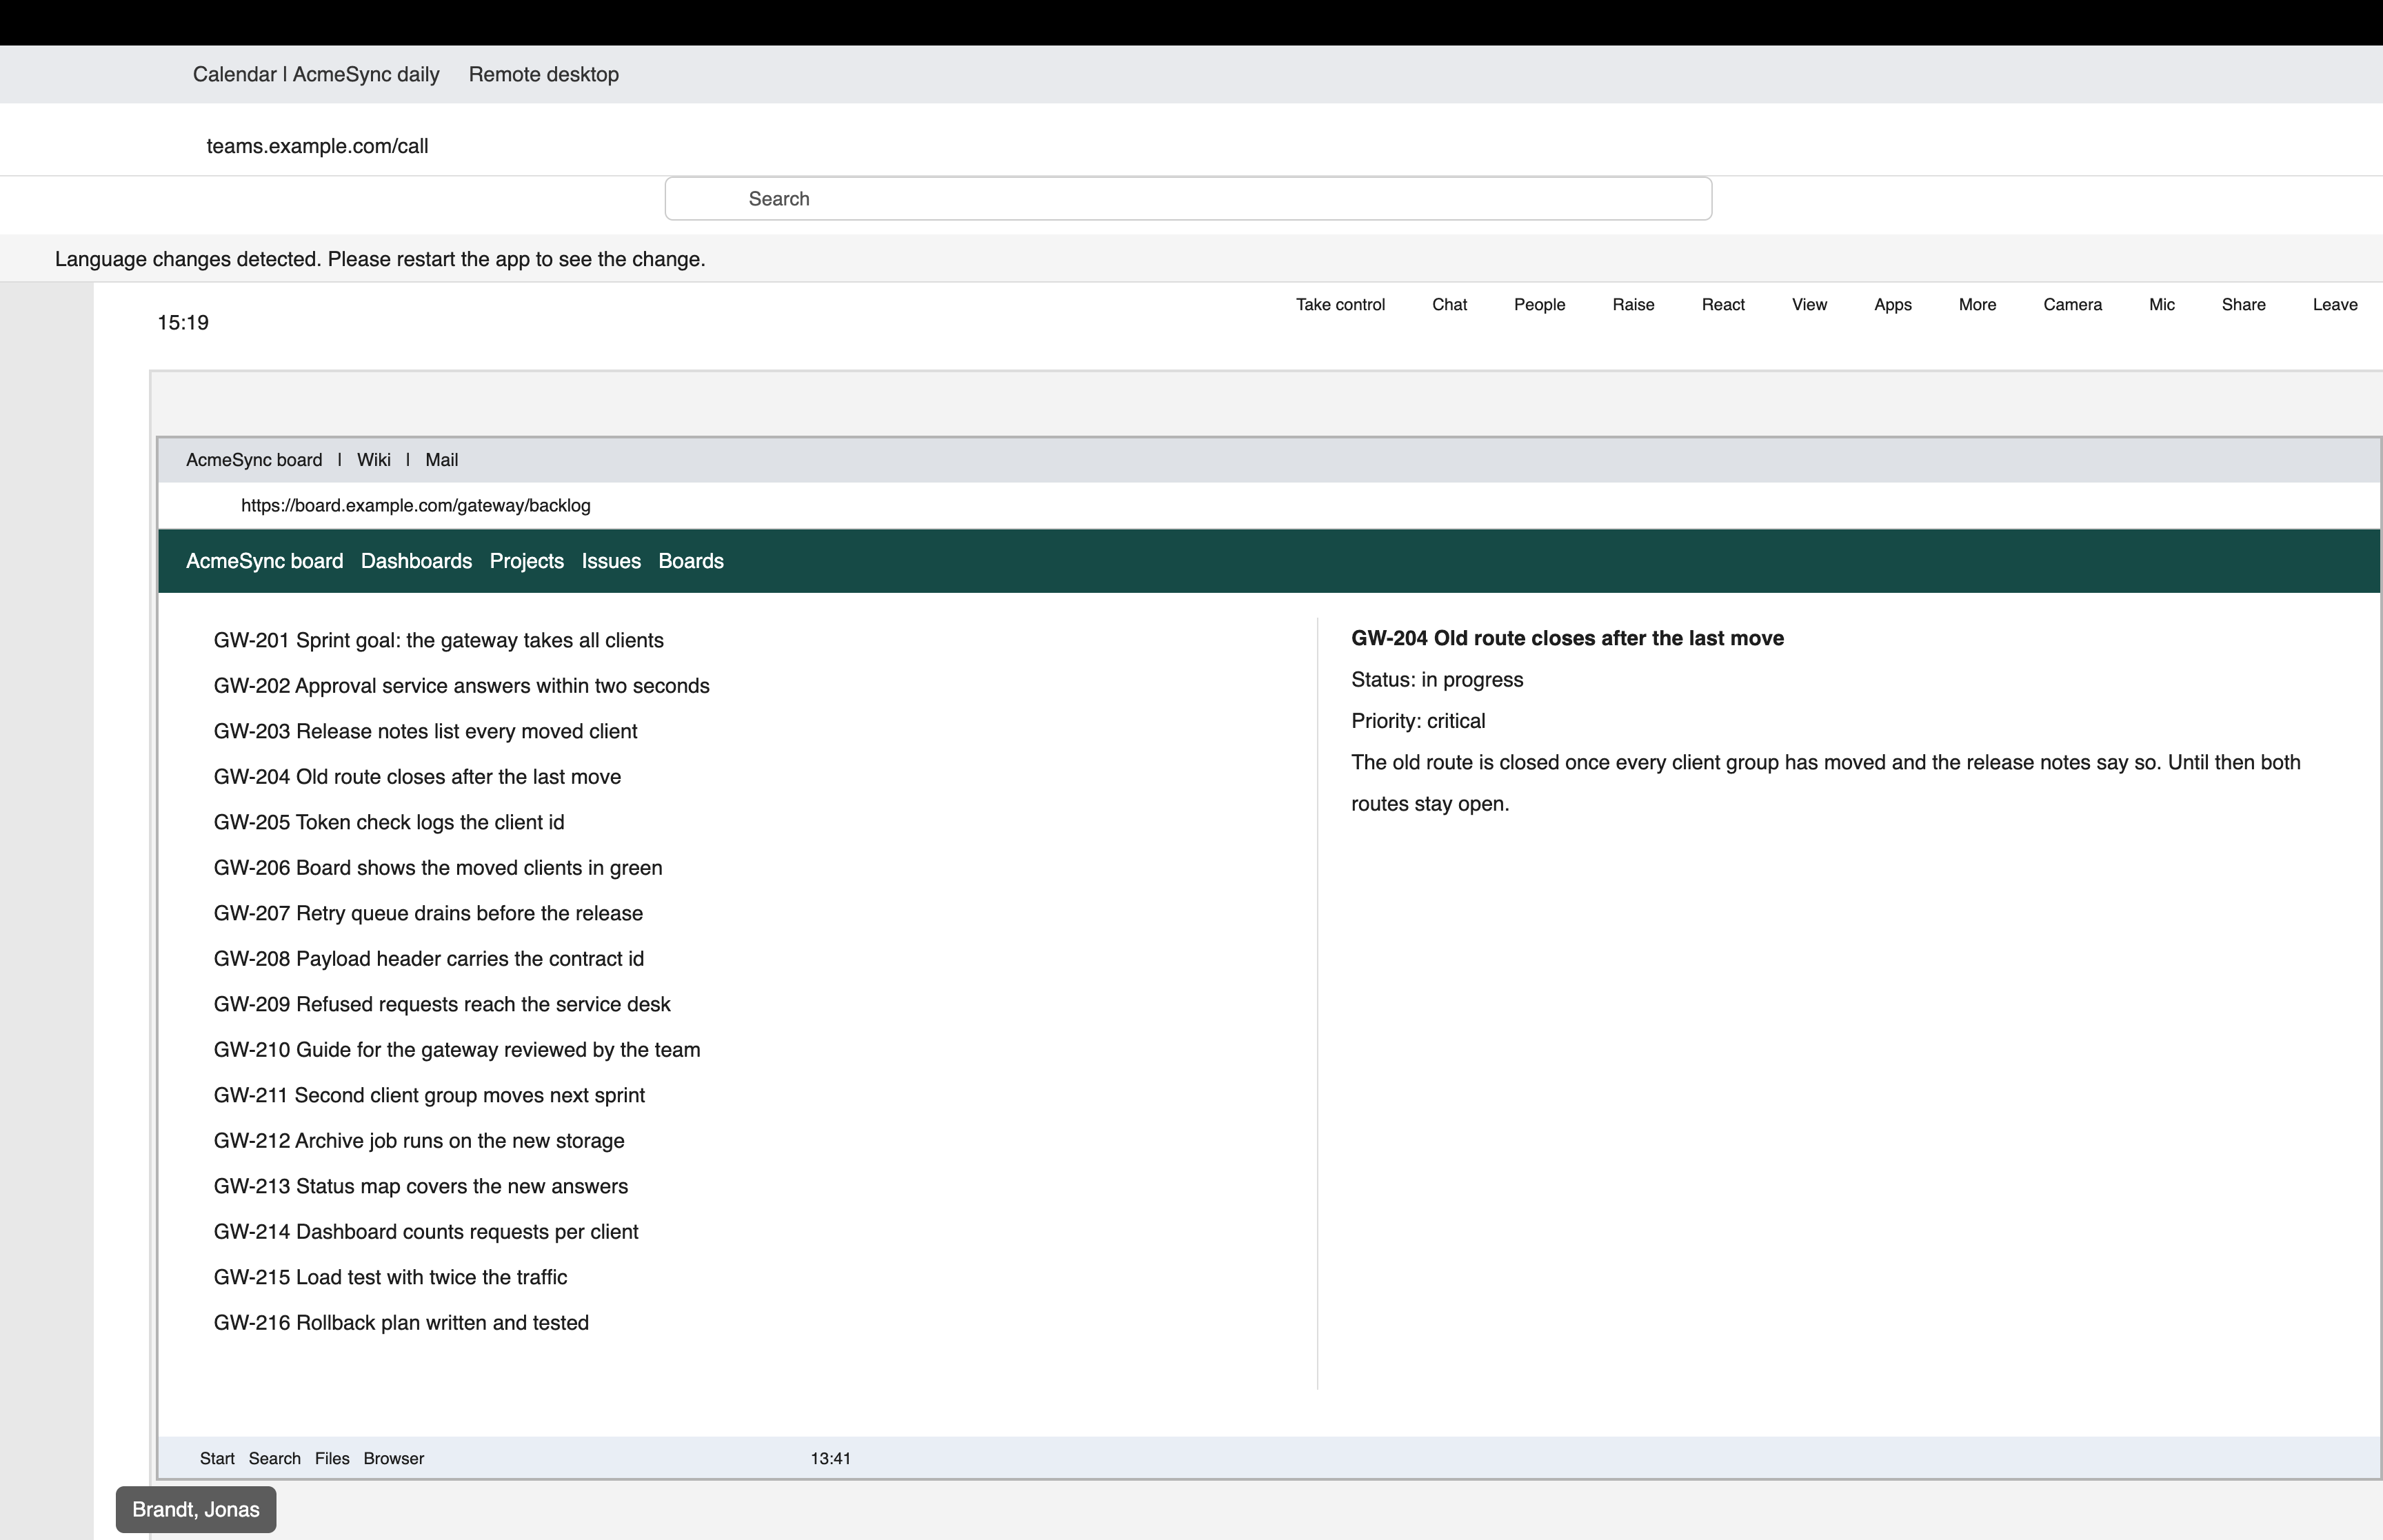 Calendar | AcmeSync daily Remote desktop
teams.example.com/call
Search
Language changes detected. Please restart the app to see the change.
15:19
Take control Chat People Raise React View Apps More Camera Mic Share Leave
AcmeSync board | Wiki | Mail
https://board.example.com/gateway/backlog
AcmeSync board Dashboards Projects Issues Boards
GW-201 Sprint goal: the gateway takes all clients
GW-202 Approval service answers within two seconds
GW-203 Release notes list every moved client
GW-204 Old route closes after the last move
GW-205 Token check logs the client id
GW-206 Board shows the moved clients in green
GW-207 Retry queue drains before the release
GW-208 Payload header carries the contract id
GW-209 Refused requests reach the service desk
GW-210 Guide for the gateway reviewed by the team
GW-211 Second client group moves next sprint
GW-212 Archive job runs on the new storage
GW-213 Status map covers the new answers
GW-214 Dashboard counts requests per client
GW-215 Load test with twice the traffic
GW-216 Rollback plan written and tested
GW-204 Old route closes after the last move
Status: in progress
Priority: critical
The old route is closed once every client group has moved and the release notes say so. Until then both
routes stay open.
Start Search Files Browser 13:41
Brandt, Jonas